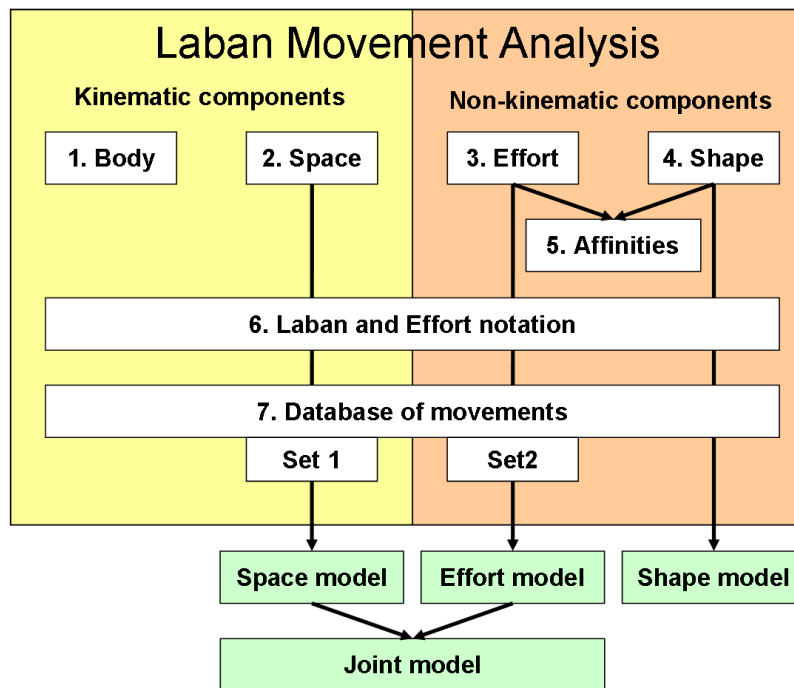 Laban Movement Analysis
Kinematic components
Non-kinematic components
1. Body
2. Space
3. Effort
4. Shape
5. Affinities
6. Laban and Effort notation
7. Database of movements
Set 1
Set2
Space model
Effort model
Shape model
Joint model